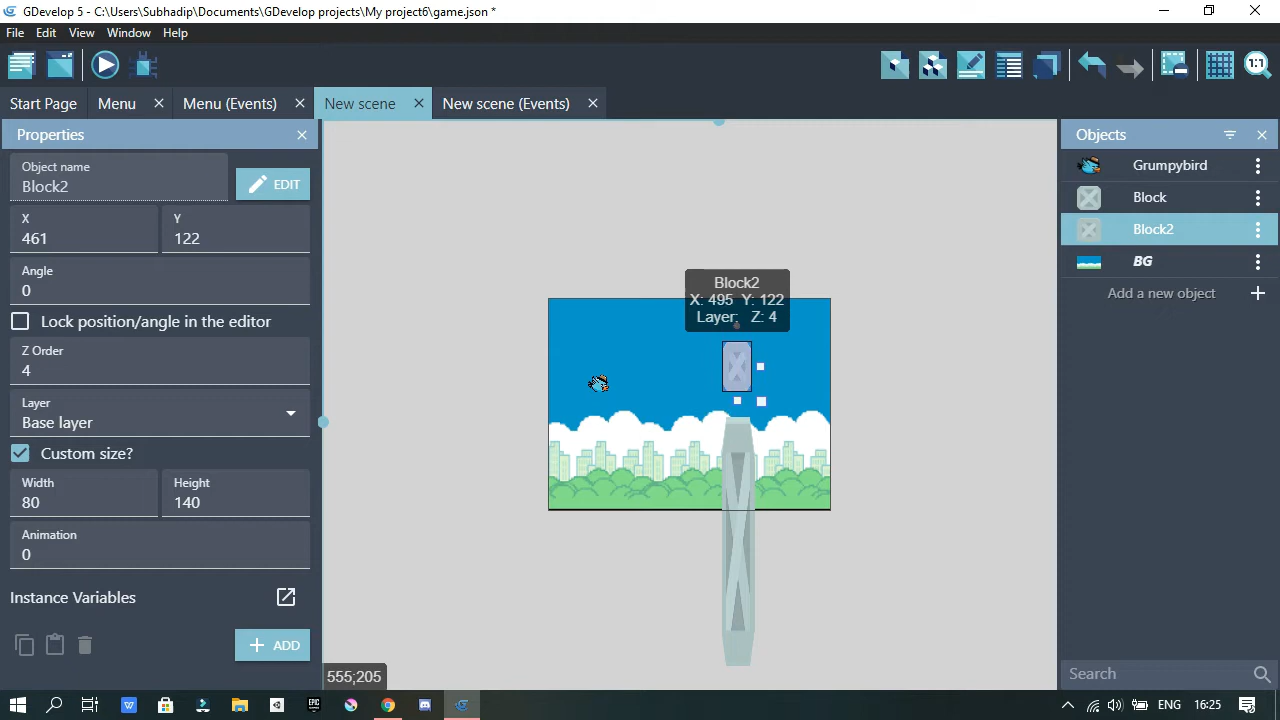 GDevelop 5 - C:\Users\Subhadip\Documents\GDevelop projects\My project6\game.json *
File Edit View Window Help
1:1
Start Page Menu Menu (Events) New scene New scene (Events)
Properties
Object name
Block2
EDIT
X
461
Y
122
Angle
0
Lock position/angle in the editor
Z Order
4
Layer
Base layer
Custom size?
Width
80
Height
140
Animation
0
Instance Variables
ADD
Block2
X: 495 Y: 122
Layer: Z: 4
555;205
Objects
Grumpybird
Block
Block2
BG
Add a new object
Search
EPIC
ENG 16:25